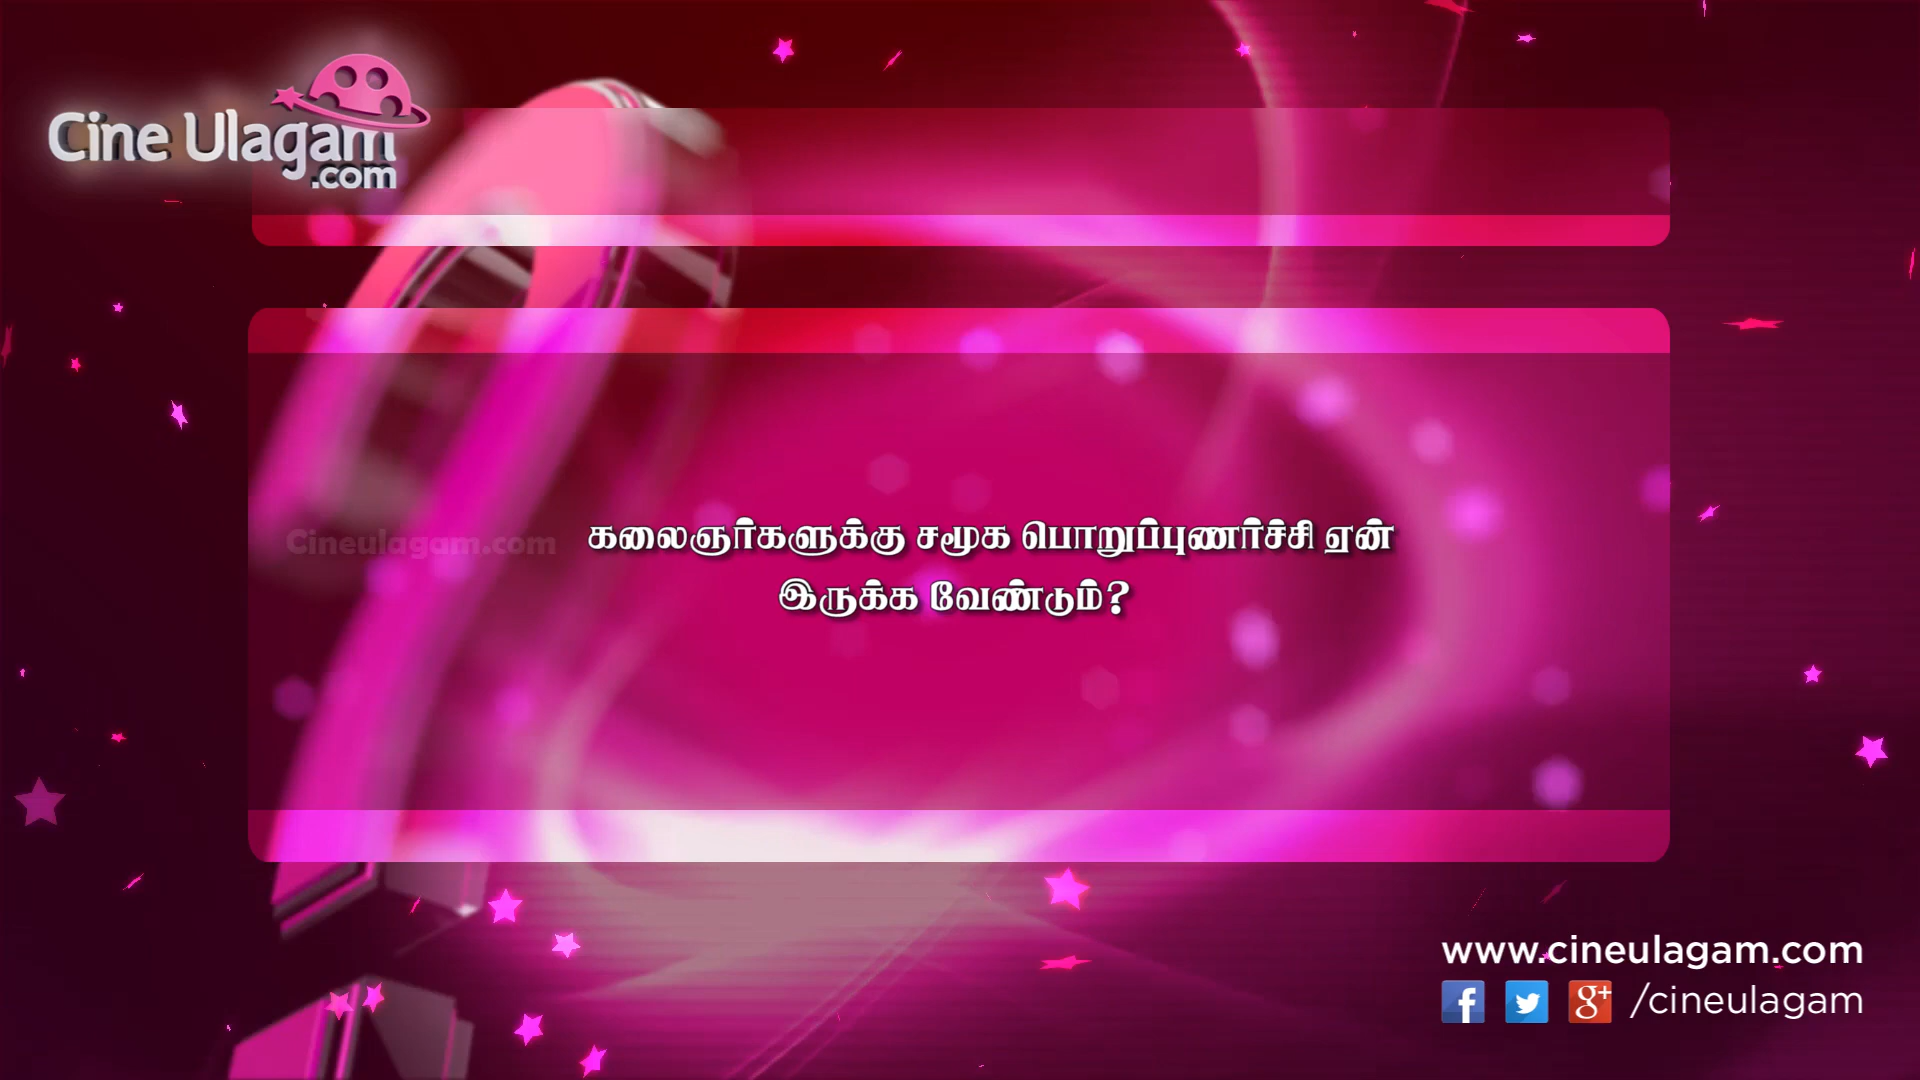 Cine Ulagam
.com
Cineulagam.com
கலைஞர்களுக்கு சமூக பொறுப்புணர்ச்சி ஏன்
இருக்க வேண்டும்?
www.cineulagam.com
/cineulagam